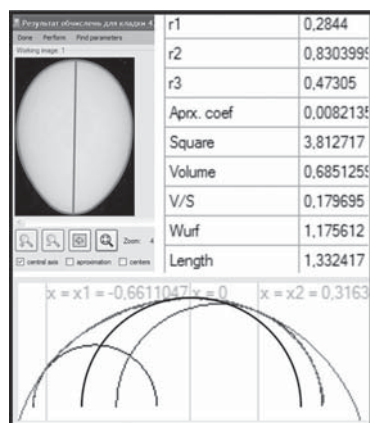 Результат обчислень для кладки 4
Done Perform Find parameters
Working image: 1
Zoom: 4
central axis aproximation centers
r1 0,2844
r2 0,8303999
r3 0,47305
Aprx. coef 0,0082135
Square 3,812717
Volume 0,6851259
V/S 0,179695
Wurf 1,175612
Length 1,332417
x = x1 = -0,6611047 x = 0 x = x2 = 0,3163